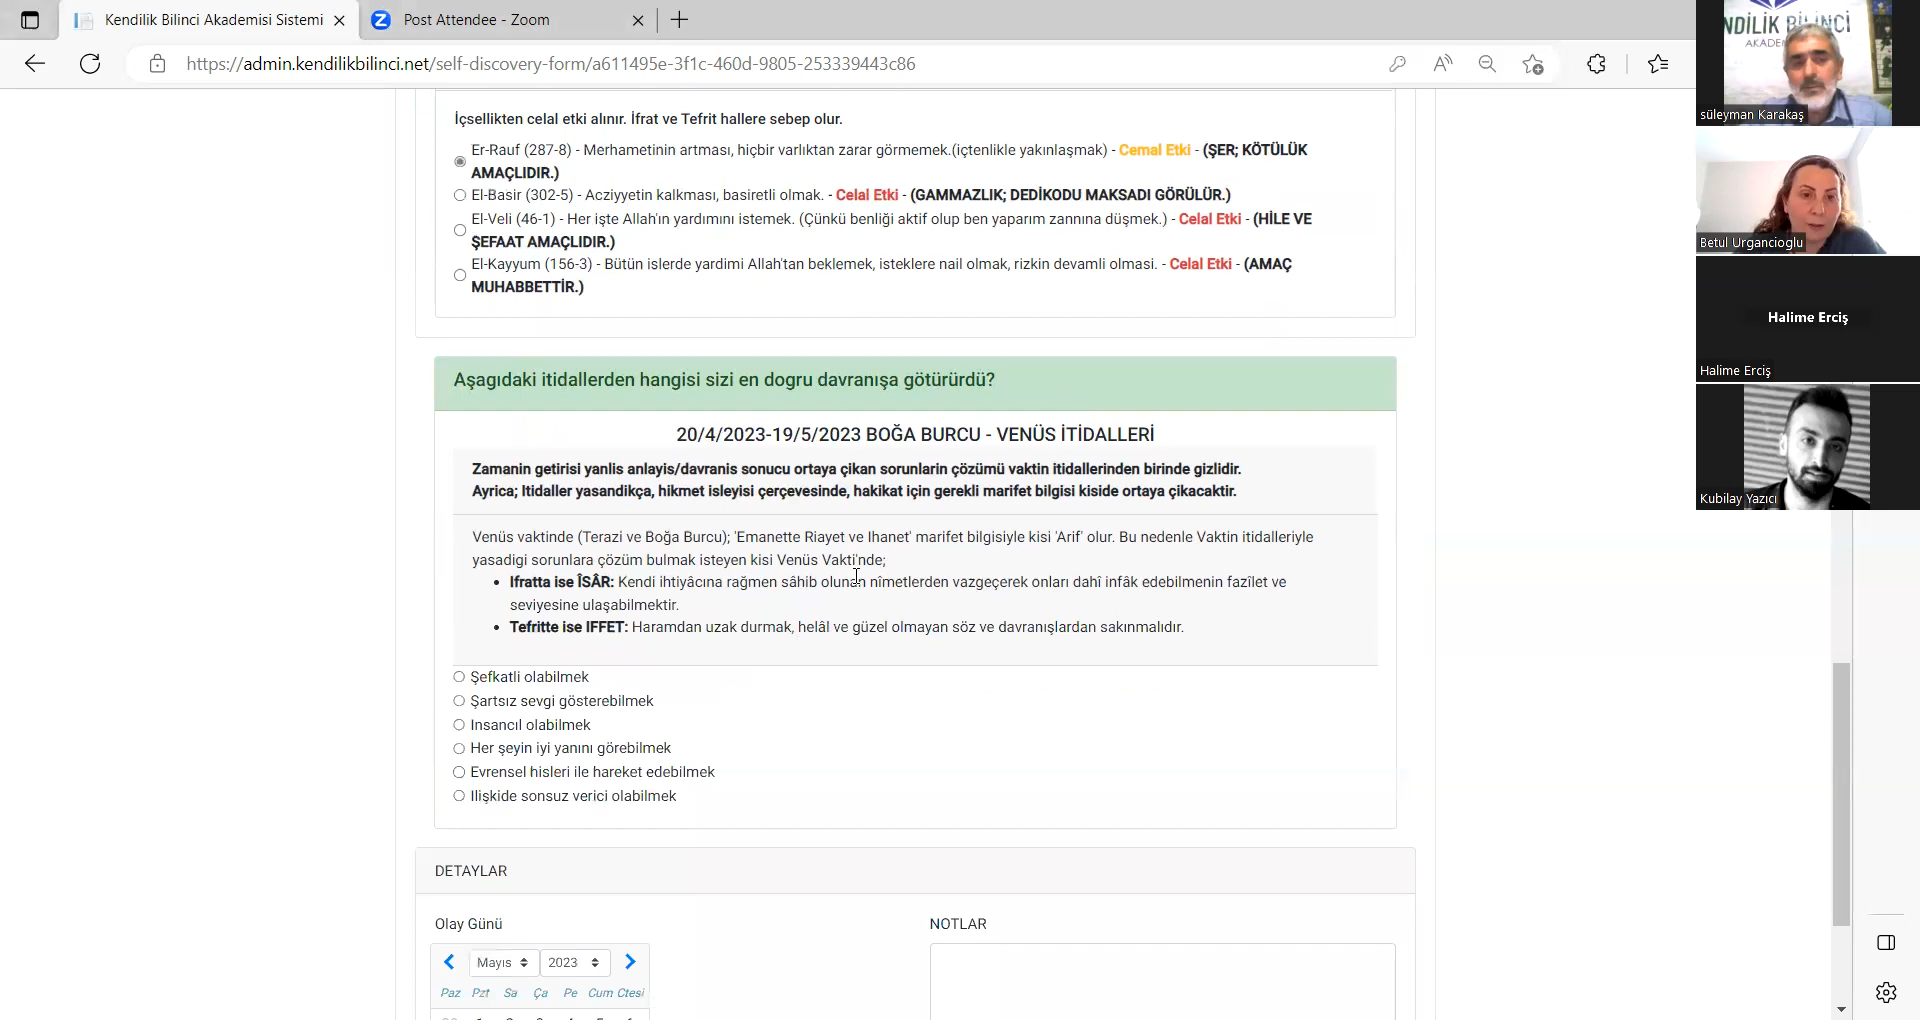 Kendilik Bilinci Akademisi Sistemi
Post Attendee - Zoom
https://admin.kendilikbilinci.net/self-discovery-form/a611495e-3f1c-460d-9805-253339443c86
İçsellikten celal etki alınır. İfrat ve Tefrit hallere sebep olur.
Er-Rauf (287-8) - Merhametinin artması, hiçbir varlıktan zarar görmemek.(içtenlikle yakınlaşmak) - Cemal Etki - (ŞER; KÖTÜLÜK
AMAÇLIDIR.)
El-Basir (302-5) - Acziyyetin kalkması, basiretli olmak. - Celal Etki - (GAMMAZLIK; DEDİKODU MAKSADI GÖRÜLÜR.)
El-Veli (46-1) - Her işte Allah'ın yardımını istemek. (Çünkü benliği aktif olup ben yaparım zannına düşmek.) - Celal Etki - (HİLE VE
ŞEFAAT AMAÇLIDIR.)
El-Kayyum (156-3) - Bütün islerde yardimi Allah'tan beklemek, isteklere nail olmak, rizkin devamli olmasi. - Celal Etki - (AMAÇ
MUHABBETTİR.)
Aşagıdaki itidallerden hangisi sizi en dogru davranışa götürürdü?
20/4/2023-19/5/2023 BOĞA BURCU - VENÜS İTİDALLERİ
Zamanin getirisi yanlis anlayis/davranis sonucu ortaya çikan sorunlarin çözümü vaktin itidallerinden birinde gizlidir.
Ayrica; Itidaller yasandikça, hikmet isleyisi çerçevesinde, hakikat için gerekli marifet bilgisi kiside ortaya çikacaktir.
Venüs vaktinde (Terazi ve Boğa Burcu); 'Emanette Riayet ve Ihanet' marifet bilgisiyle kisi 'Arif' olur. Bu nedenle Vaktin itidalleriyle
yasadigi sorunlara çözüm bulmak isteyen kisi Venüs Vakti'nde;
• Ifratta ise ÎSÂR: Kendi ihtiyâcına rağmen sâhib olunan nîmetlerden vazgeçerek onları dahî infâk edebilmenin fazîlet ve
seviyesine ulaşabilmektir.
• Tefritte ise IFFET: Haramdan uzak durmak, helâl ve güzel olmayan söz ve davranışlardan sakınmalıdır.
Şefkatli olabilmek
Şartsız sevgi gösterebilmek
Insancıl olabilmek
Her şeyin iyi yanını görebilmek
Evrensel hisleri ile hareket edebilmek
Ilişkide sonsuz verici olabilmek
DETAYLAR
Olay Günü
NOTLAR
Mayıs 2023
Paz Pzt Sa Ça Pe Cum Ctesi
NDİLİK BİLİNCİ
süleyman Karakaş
Betul Urgancioglu
Halime Erciş
Halime Erciş
Kubilay Yazıcı